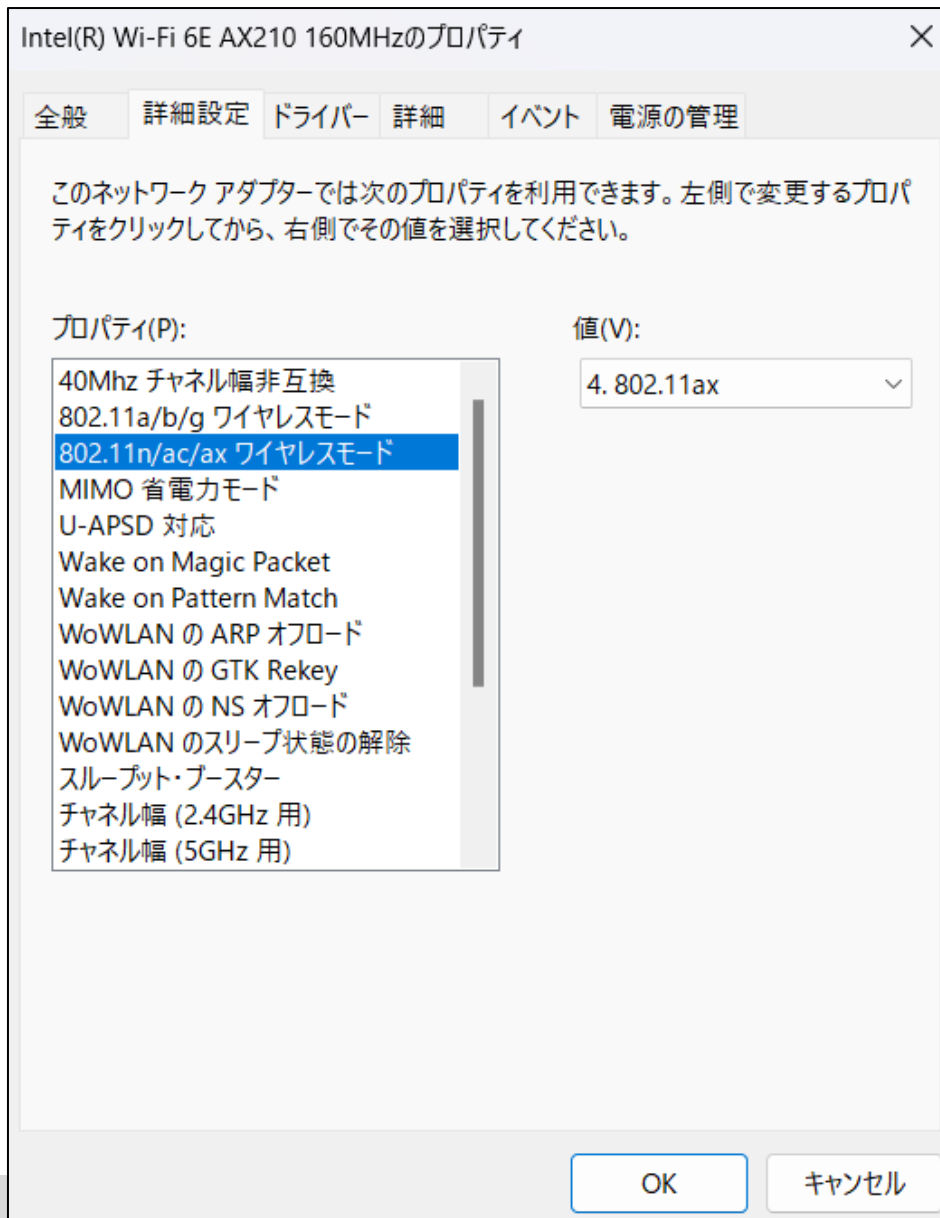 Intel(R) Wi-Fi 6E AX210 160MHzのプロパティ
全般 詳細設定 ドライバー 詳細 イベント 電源の管理
このネットワーク アダプターでは次のプロパティを利用できます。左側で変更するプロパ
ティをクリックしてから、右側でその値を選択してください。
プロパティ(P):
40Mhz チャネル幅非互換
802.11a/b/g ワイヤレスモード
802.11n/ac/ax ワイヤレスモード
MIMO 省電力モード
U-APSD 対応
Wake on Magic Packet
Wake on Pattern Match
WoWLAN の ARP オフロード
WoWLAN の GTK Rekey
WoWLAN の NS オフロード
WoWLAN のスリープ状態の解除
スループット・ブースター
チャネル幅 (2.4GHz 用)
チャネル幅 (5GHz 用)
値(V):
4. 802.11ax
OK キャンセル